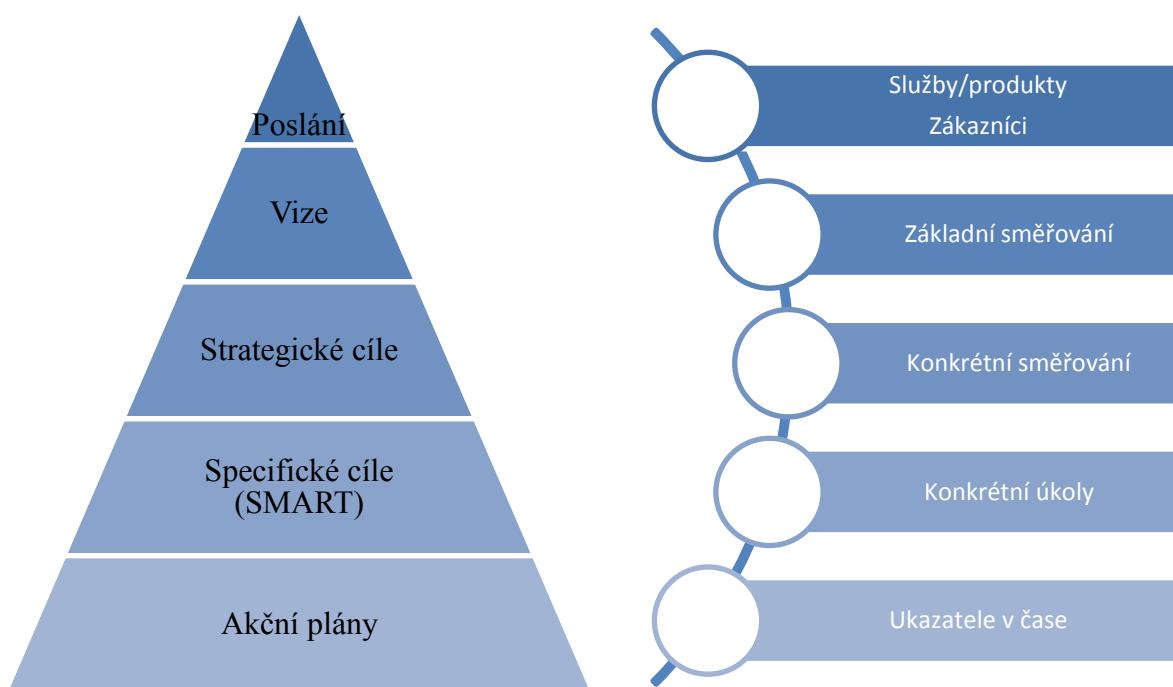 Poslání
Vize
Strategické cíle
Specifické cíle
(SMART)
Akční plány
Služby/produkty
Zákazníci
Základní směřování
Konkrétní směřování
Konkrétní úkoly
Ukazatele v čase